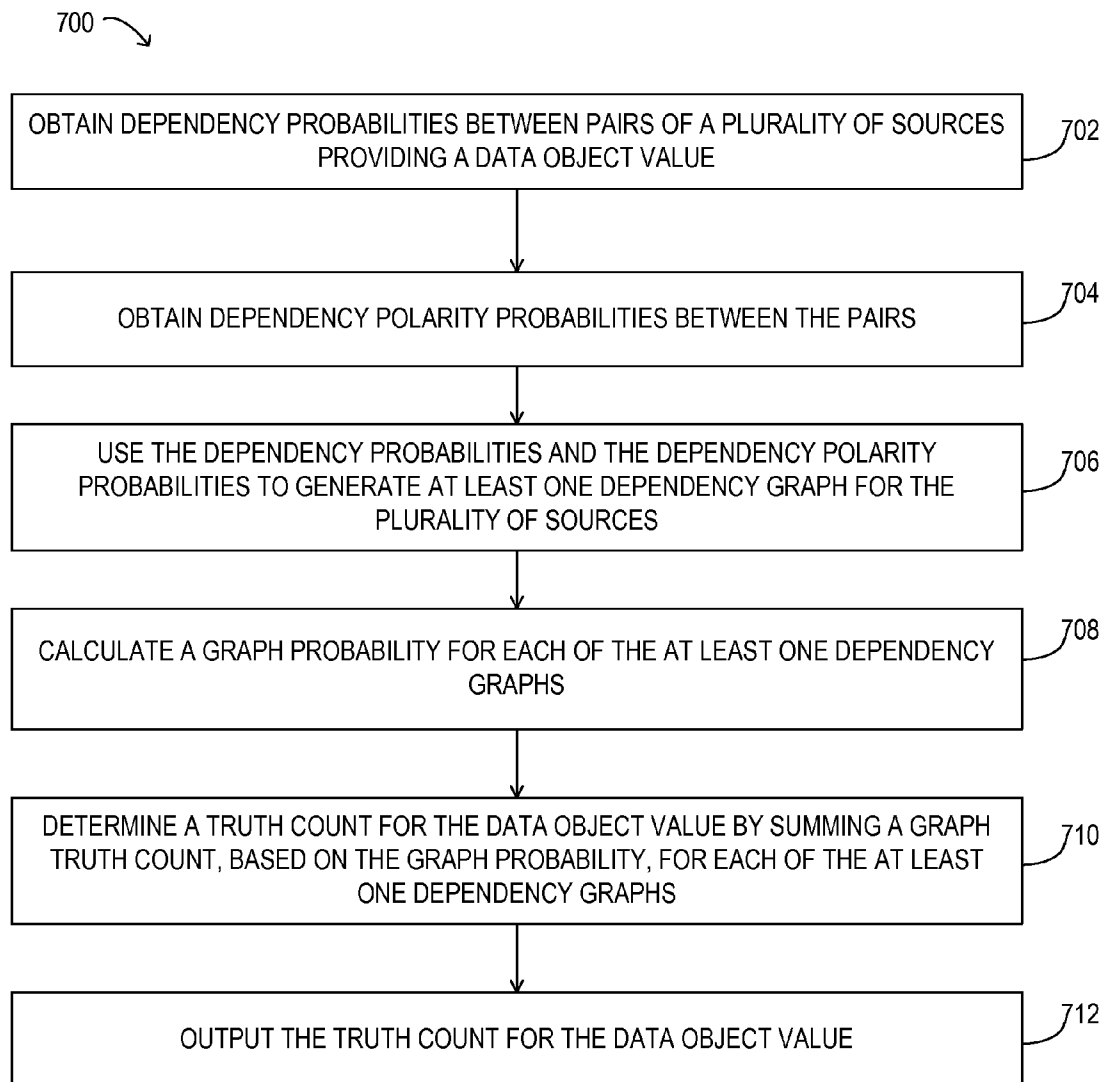 700
OBTAIN DEPENDENCY PROBABILITIES BETWEEN PAIRS OF A PLURALITY OF SOURCES
PROVIDING A DATA OBJECT VALUE
702
OBTAIN DEPENDENCY POLARITY PROBABILITIES BETWEEN THE PAIRS
704
USE THE DEPENDENCY PROBABILITIES AND THE DEPENDENCY POLARITY
PROBABILITIES TO GENERATE AT LEAST ONE DEPENDENCY GRAPH FOR THE
PLURALITY OF SOURCES
706
CALCULATE A GRAPH PROBABILITY FOR EACH OF THE AT LEAST ONE DEPENDENCY
GRAPHS
708
DETERMINE A TRUTH COUNT FOR THE DATA OBJECT VALUE BY SUMMING A GRAPH
TRUTH COUNT, BASED ON THE GRAPH PROBABILITY, FOR EACH OF THE AT LEAST
ONE DEPENDENCY GRAPHS
710
OUTPUT THE TRUTH COUNT FOR THE DATA OBJECT VALUE
712